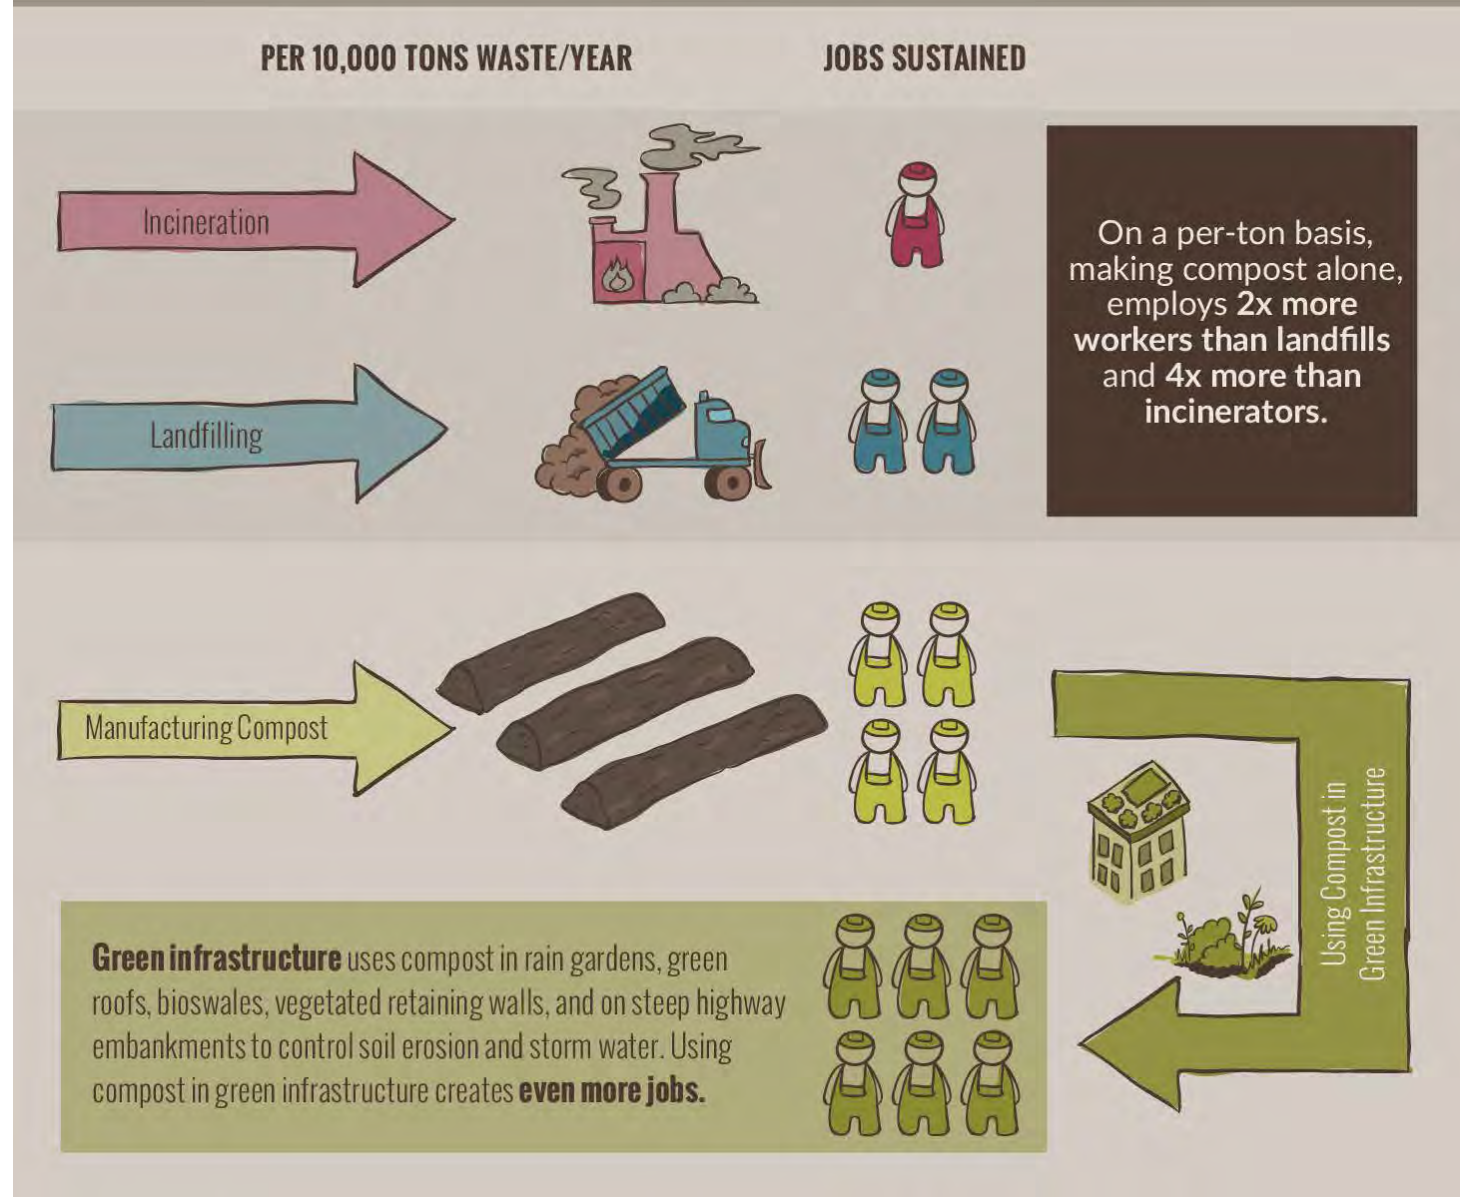 PER 10,000 TONS WASTE/YEAR
JOBS SUSTAINED
Incineration
On a per-ton basis,
making compost alone,
employs 2x more
workers than landfills
and 4x more than
incinerators.
Landfilling
Manufacturing Compost
Using Compost in
Green Infrastructure
Green infrastructure uses compost in rain gardens, green
roofs, bioswales, vegetated retaining walls, and on steep highway
embankments to control soil erosion and storm water. Using
compost in green infrastructure creates even more jobs.